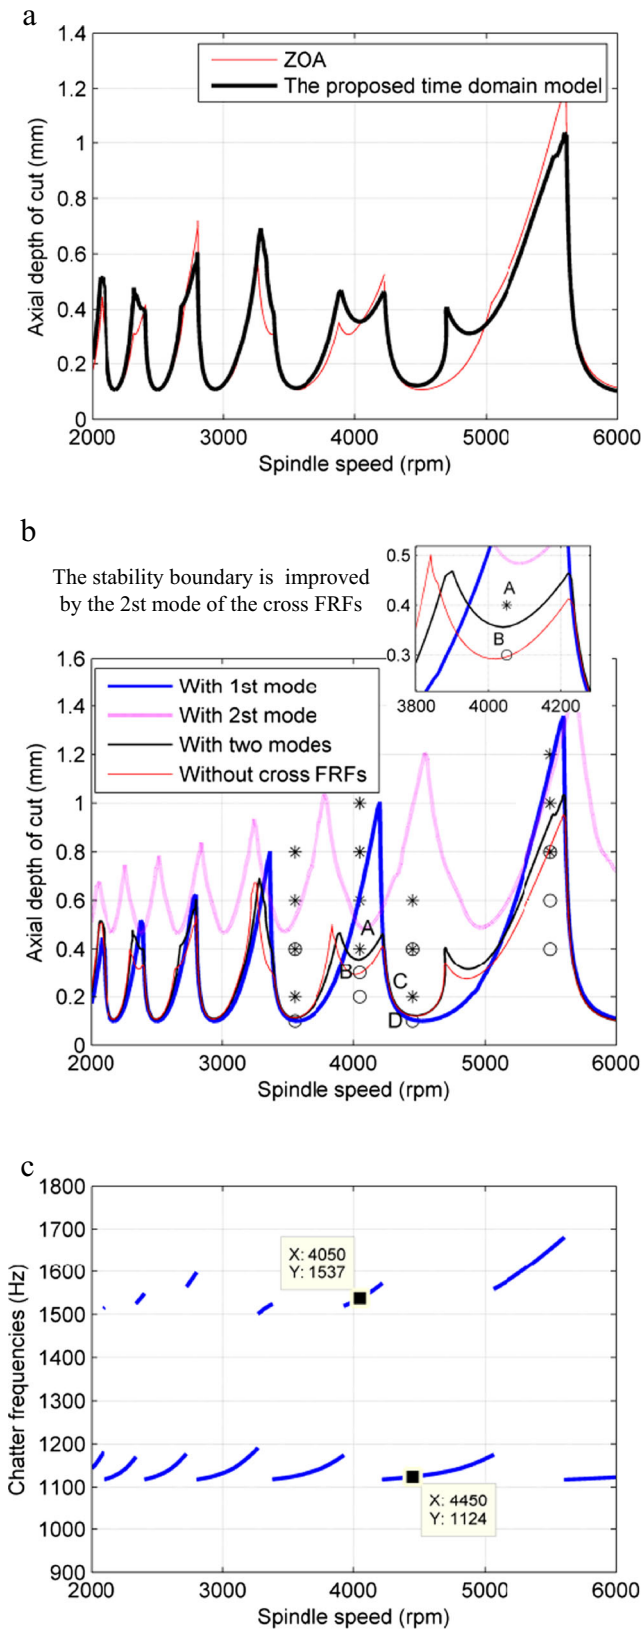 a
1.4
1.2
1
0.8
0.6
0.4
0.2
0
ZOA
The proposed time domain model
Axial depth of cut (mm)
2000 3000 4000 5000 6000
Spindle speed (rpm)
b
The stability boundary is improved
by the 2st mode of the cross FRFs
0.5
0.4
0.3
A
B
3800 4000 4200
1.6
1.4
1.2
1
0.8
0.6
0.4
0.2
0
With 1st mode
With 2st mode
With two modes
Without cross FRFs
Axial depth of cut (mm)
A
B
C
D
2000 3000 4000 5000 6000
Spindle speed (rpm)
c
1800
1700
1600
1500
1400
1300
1200
1100
1000
900
Chatter frequencies (Hz)
X: 4050
Y: 1537
X: 4450
Y: 1124
2000 3000 4000 5000 6000
Spindle speed (rpm)